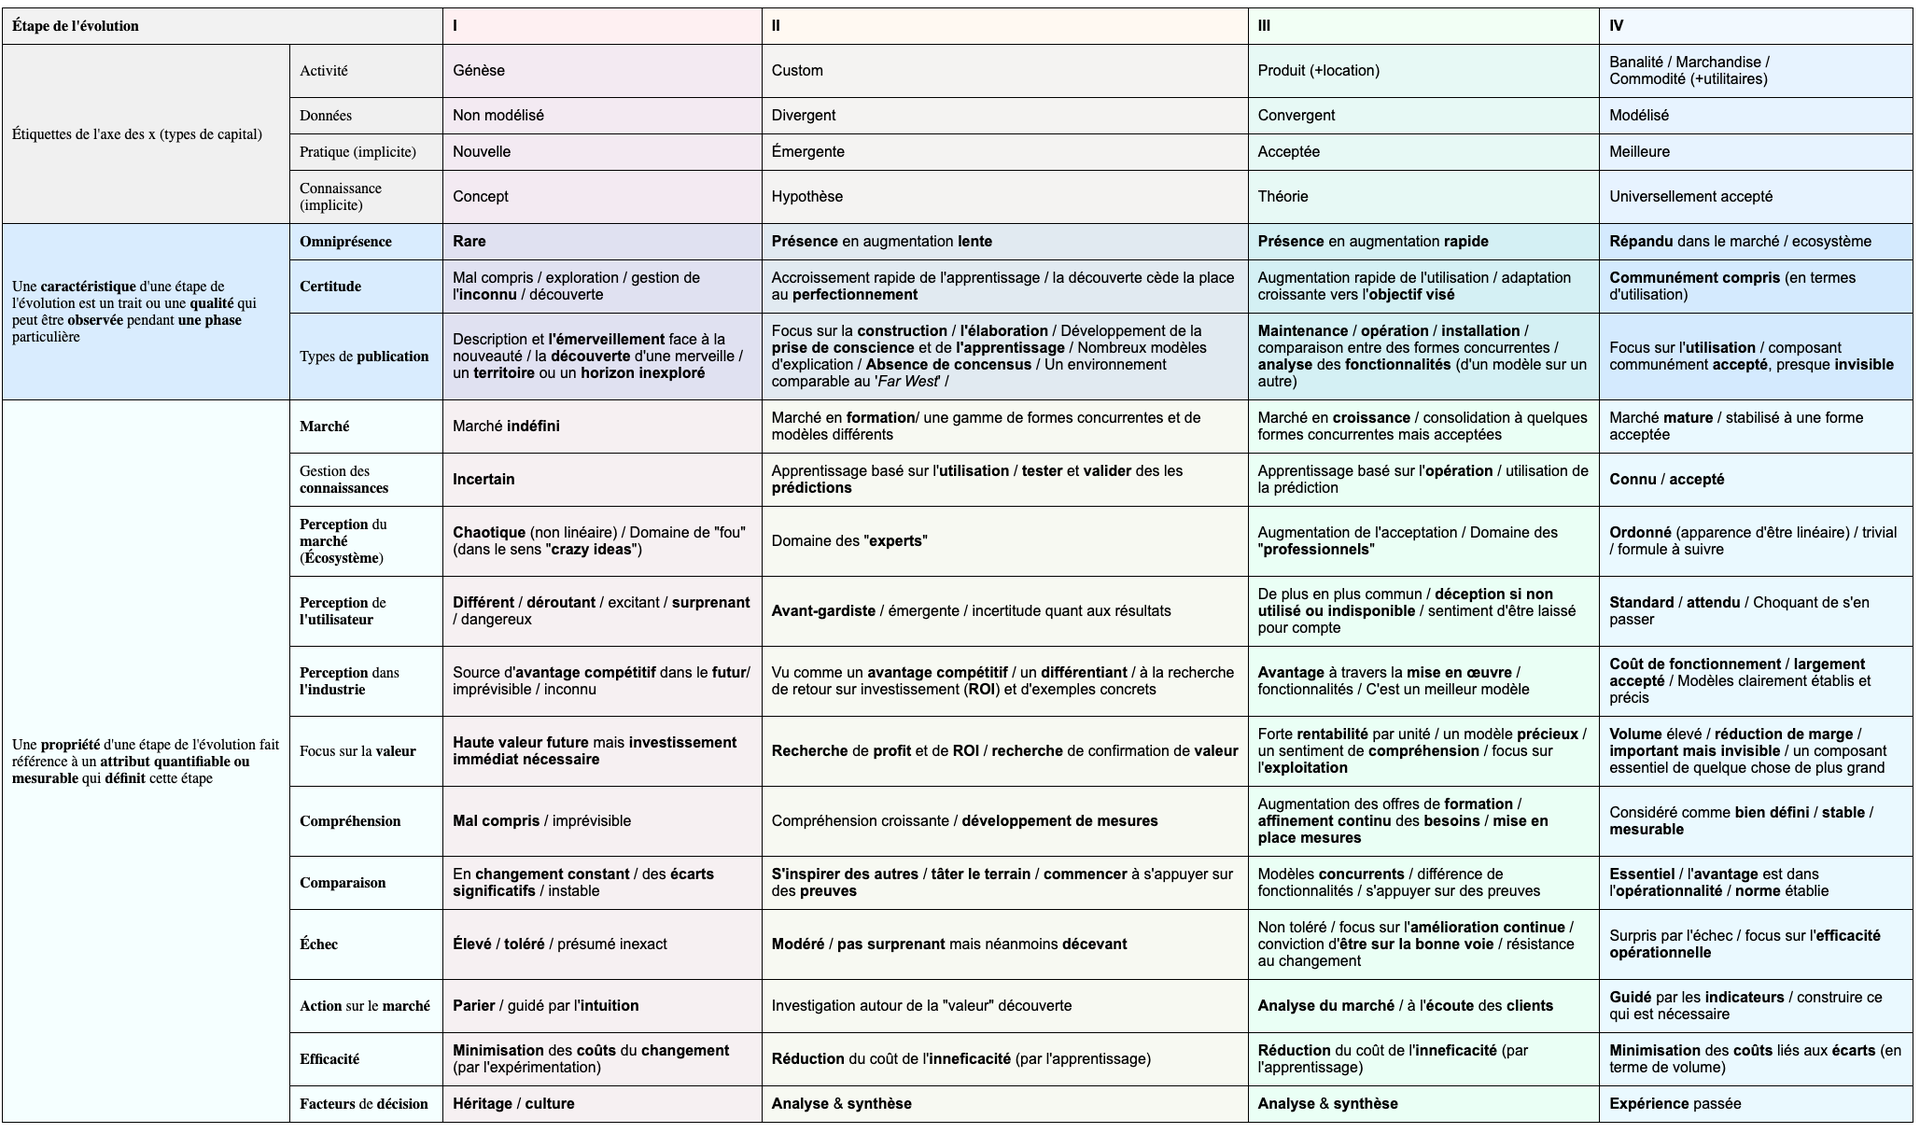 Étape de l'évolution
I
II
III
IV
Étiquettes de l'axe des x (types de capital)
Activité
Génèse
Custom
Produit (+location)
Banalité / Marchandise /
Commodité (+utilitaires)
Données
Non modélisé
Divergent
Convergent
Modélisé
Pratique (implicite)
Nouvelle
Émergente
Acceptée
Meilleure
Connaissance
(implicite)
Concept
Hypothèse
Théorie
Universellement accepté
Une caractéristique d'une étape de
l'évolution est un trait ou une qualité qui
peut être observée pendant une phase
particulière
Omniprésence
Rare
Présence en augmentation lente
Présence en augmentation rapide
Répandu dans le marché / ecosystème
Certitude
Mal compris / exploration / gestion de
l'inconnu / découverte
Accroissement rapide de l'apprentissage / la découverte cède la place
au perfectionnement
Augmentation rapide de l'utilisation / adaptation
croissante vers l'objectif visé
Communément compris (en termes
d'utilisation)
Types de publication
Description et l'émerveillement face à la
nouveauté / la découverte d'une merveille /
un territoire ou un horizon inexploré
Focus sur la construction / l'élaboration / Développement de la
prise de conscience et de l'apprentissage / Nombreux modèles
d'explication / Absence de concensus / Un environnement
comparable au 'Far West' /
Maintenance / opération / installation /
comparaison entre des formes concurrentes /
analyse des fonctionnalités (d'un modèle sur un
autre)
Focus sur l'utilisation / composant
communément accepté, presque invisible
Une propriété d'une étape de l'évolution fait
référence à un attribut quantifiable ou
mesurable qui définit cette étape
Marché
Marché indéfini
Marché en formation/ une gamme de formes concurrentes et de
modèles différents
Marché en croissance / consolidation à quelques
formes concurrentes mais acceptées
Marché mature / stabilisé à une forme
acceptée
Gestion des
connaissances
Incertain
Apprentissage basé sur l'utilisation / tester et valider des les
prédictions
Apprentissage basé sur l'opération / utilisation de
la prédiction
Connu / accepté
Perception du
marché
(Écosystème)
Chaotique (non linéaire) / Domaine de "fou"
(dans le sens "crazy ideas")
Domaine des "experts"
Augmentation de l'acceptation / Domaine des
"professionnels"
Ordonné (apparence d'être linéaire) / trivial
/ formule à suivre
Perception de
l'utilisateur
Différent / déroutant / excitant / surprenant
/ dangereux
Avant-gardiste / émergente / incertitude quant aux résultats
De plus en plus commun / déception si non
utilisé ou indisponible / sentiment d'être laissé
pour compte
Standard / attendu / Choquant de s'en
passer
Perception dans
l'industrie
Source d'avantage compétitif dans le futur/
imprévisible / inconnu
Vu comme un avantage compétitif / un différentiant / à la recherche
de retour sur investissement (ROI) et d'exemples concrets
Avantage à travers la mise en œuvre /
fonctionnalités / C'est un meilleur modèle
Coût de fonctionnement / largement
accepté / Modèles clairement établis et
précis
Focus sur la valeur
Haute valeur future mais investissement
immédiat nécessaire
Recherche de profit et de ROI / recherche de confirmation de valeur
Forte rentabilité par unité / un modèle précieux /
un sentiment de compréhension / focus sur
l'exploitation
Volume élevé / réduction de marge /
important mais invisible / un composant
essentiel de quelque chose de plus grand
Compréhension
Mal compris / imprévisible
Compréhension croissante / développement de mesures
Augmentation des offres de formation /
affinement continu des besoins / mise en
place mesures
Considéré comme bien défini / stable /
mesurable
Comparaison
En changement constant / des écarts
significatifs / instable
S'inspirer des autres / tâter le terrain / commencer à s'appuyer sur
des preuves
Modèles concurrents / différence de
fonctionnalités / s'appuyer sur des preuves
Essentiel / l'avantage est dans
l'opérationnalité / norme établie
Échec
Élevé / toléré / présumé inexact
Modéré / pas surprenant mais néanmoins décevant
Non toléré / focus sur l'amélioration continue /
conviction d'être sur la bonne voie / résistance
au changement
Surpris par l'échec / focus sur l'efficacité
opérationnelle
Action sur le marché
Parier / guidé par l'intuition
Investigation autour de la "valeur" découverte
Analyse du marché / à l'écoute des clients
Guidé par les indicateurs / construire ce
qui est nécessaire
Efficacité
Minimisation des coûts du changement
(par l'expérimentation)
Réduction du coût de l'inneficacité (par l'apprentissage)
Réduction du coût de l'inneficacité (par
l'apprentissage)
Minimisation des coûts liés aux écarts (en
terme de volume)
Facteurs de décision
Héritage / culture
Analyse & synthèse
Analyse & synthèse
Expérience passée